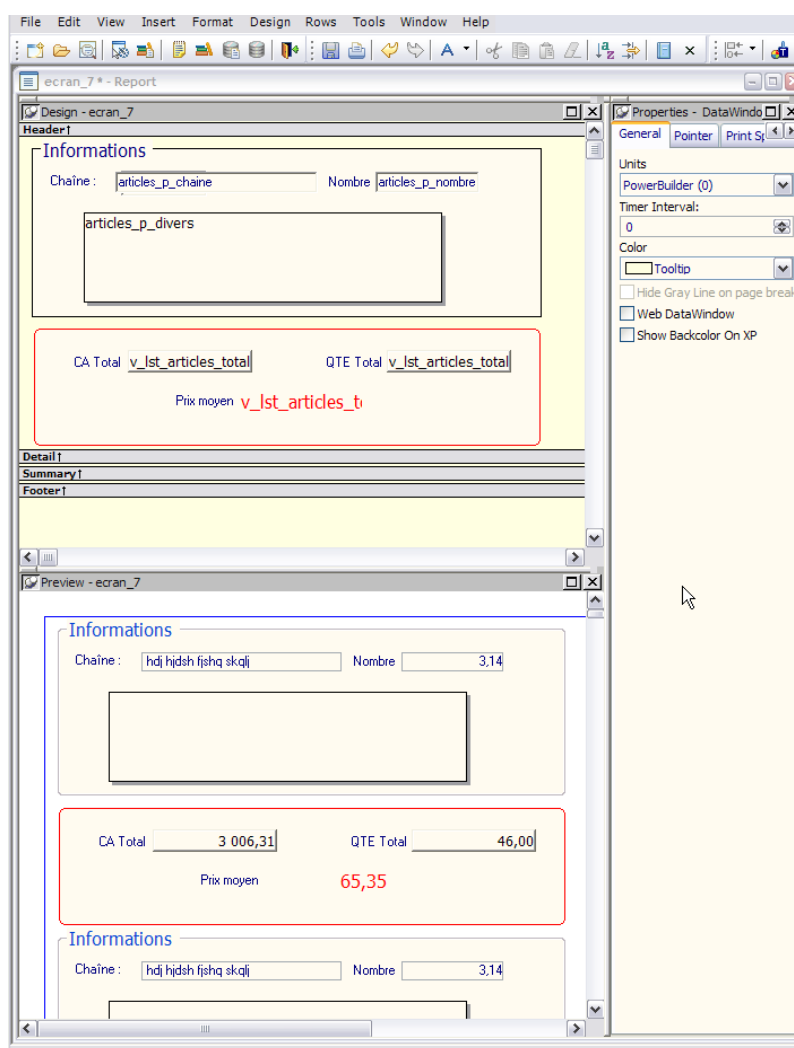 File Edit View Insert Format Design Rows Tools Window Help
ecran_7 * - Report
Design - ecran_7
Header↑
Informations
Chaîne : articles_p_chaine Nombre articles_p_nombre
articles_p_divers
CA Total v_lst_articles_total QTE Total v_lst_articles_total
Prix moyen v_lst_articles_t
Detail↑
Summary↑
Footer↑
Properties - DataWindo
General Pointer Print S
Units
PowerBuilder (0)
Timer Interval:
0
Color
Tooltip
Hide Gray Line on page break
Web DataWindow
Show Backcolor On XP
Preview - ecran_7
Informations
Chaîne : hdj hjdsh fjshq skqlj Nombre 3,14
CA Total 3 006,31 QTE Total 46,00
Prix moyen 65,35
Informations
Chaîne : hdj hjdsh fjshq skqlj Nombre 3,14